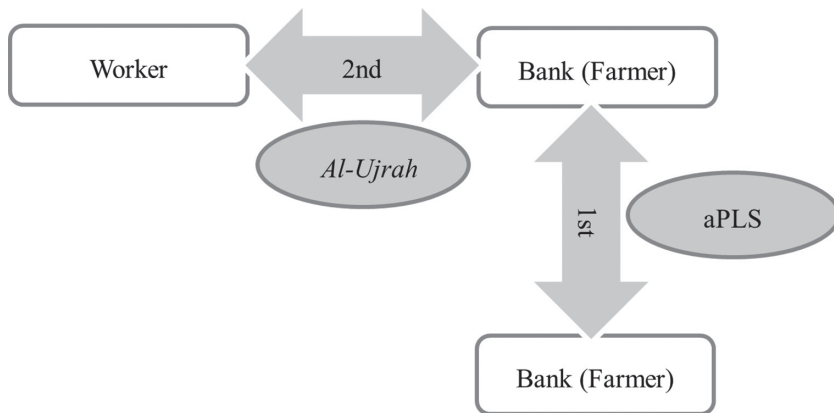 Worker
2nd
Bank (Farmer)
Al-Ujrah
1st
aPLS
Bank (Farmer)